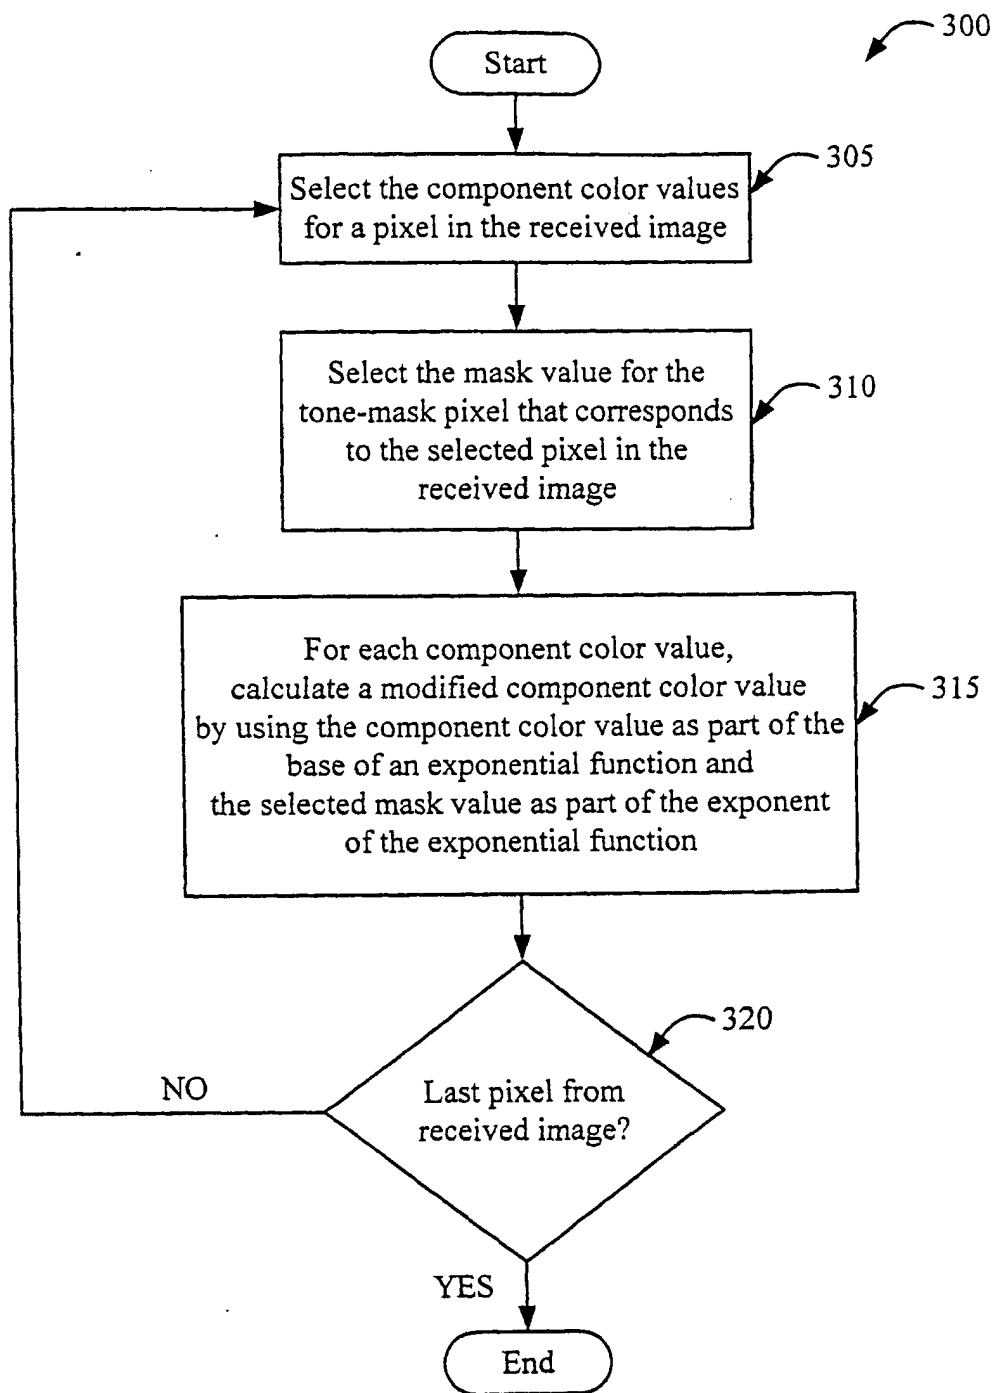 300
Start
305
Select the component color values
for a pixel in the received image
310
Select the mask value for the
tone-mask pixel that corresponds
to the selected pixel in the
received image
315
For each component color value,
calculate a modified component color value
by using the component color value as part of the
base of an exponential function and
the selected mask value as part of the exponent
of the exponential function
320
Last pixel from
received image?
NO
YES
End